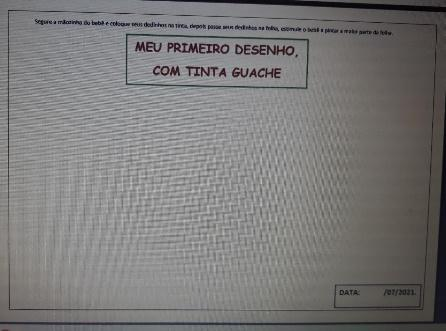 Segure a mãozinha do bebê e coloque seus dedinhos na tinta, depois passe seus dedinhos na folha, estimule o bebê a pintar a maior parte da folha.
MEU PRIMEIRO DESENHO,
COM TINTA GUACHE
DATA: /07/2021.